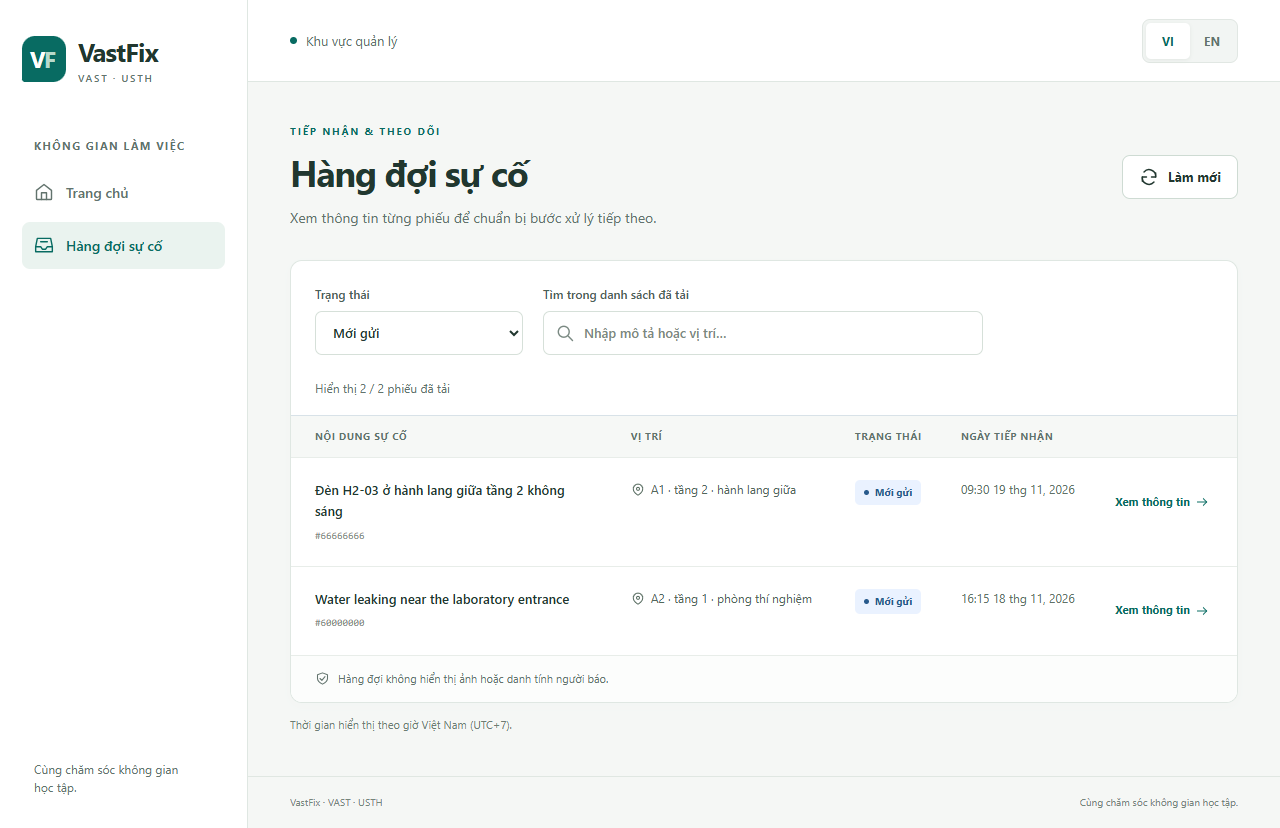 VF
VastFix
VAST · USTH
KHÔNG GIAN LÀM VIỆC
Trang chủ
Hàng đợi sự cố
Cùng chăm sóc không gian
học tập.
Khu vực quản lý
VI
EN
TIẾP NHẬN & THEO DÕI
Hàng đợi sự cố
Xem thông tin từng phiếu để chuẩn bị bước xử lý tiếp theo.
Làm mới
Trạng thái
Tìm trong danh sách đã tải
Mới gửi
Nhập mô tả hoặc vị trí...
Hiển thị 2 / 2 phiếu đã tải
NỘI DUNG SỰ CỐ
VỊ TRÍ
TRẠNG THÁI
NGÀY TIẾP NHẬN
Đèn H2-03 ở hành lang giữa tầng 2 không
sáng
#66666666
A1 · tầng 2 · hành lang giữa
Mới gửi
09:30 19 thg 11, 2026
Xem thông tin →
Water leaking near the laboratory entrance
#60000000
A2 · tầng 1 · phòng thí nghiệm
Mới gửi
16:15 18 thg 11, 2026
Xem thông tin →
Hàng đợi không hiển thị ảnh hoặc danh tính người báo.
Thời gian hiển thị theo giờ Việt Nam (UTC+7).
VastFix · VAST · USTH
Cùng chăm sóc không gian học tập.